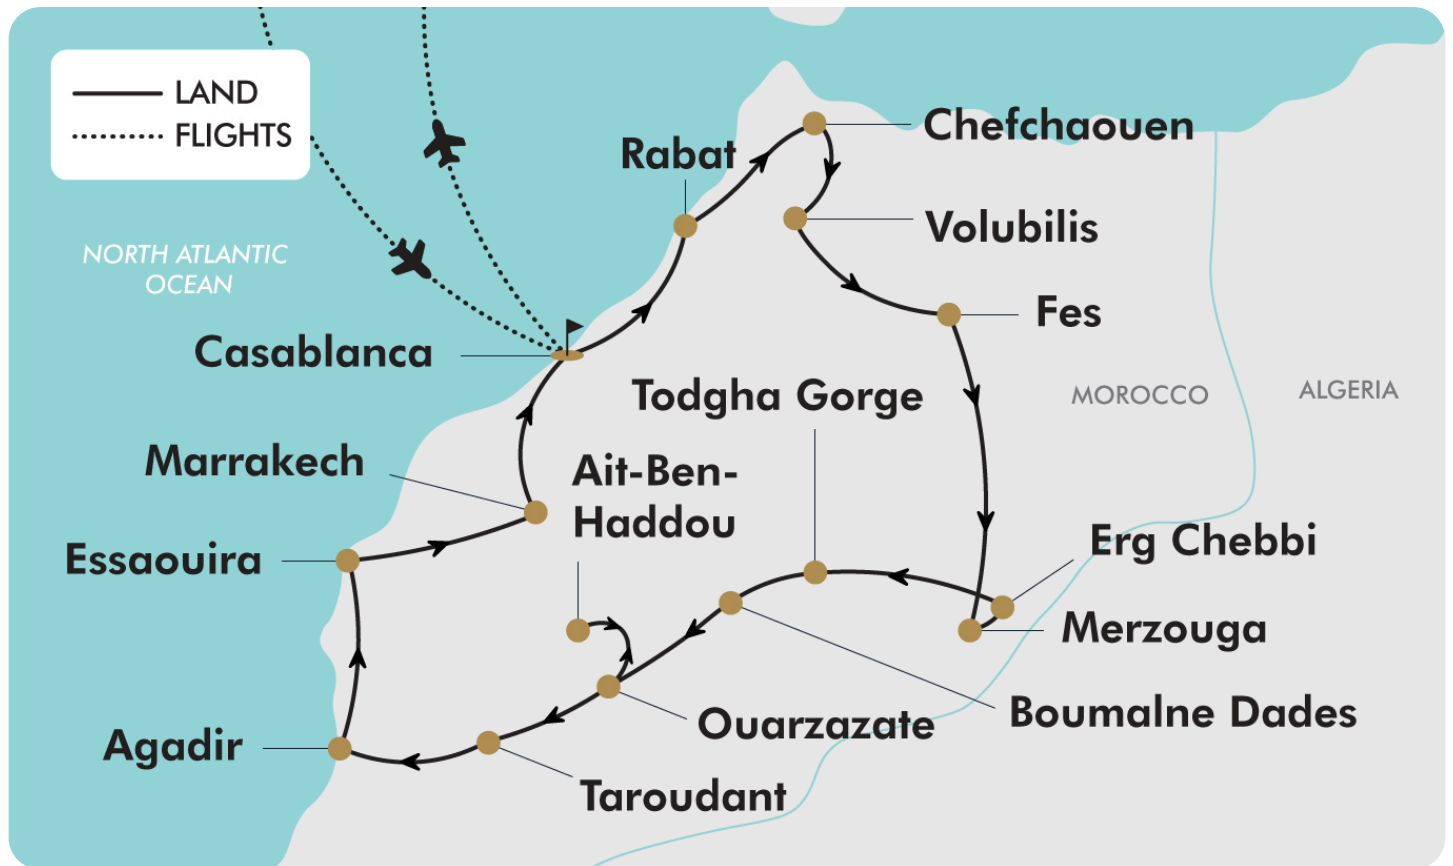 LAND
FLIGHTS
Chefchaouen
Rabat
Volubilis
NORTH ATLANTIC
OCEAN
Fes
Casablanca
Todgha Gorge
MOROCCO
ALGERIA
Marrakech
Ait-Ben-
Haddou
Essaouira
Erg Chebbi
Merzouga
Boumalne Dades
Ouarzazate
Agadir
Taroudant